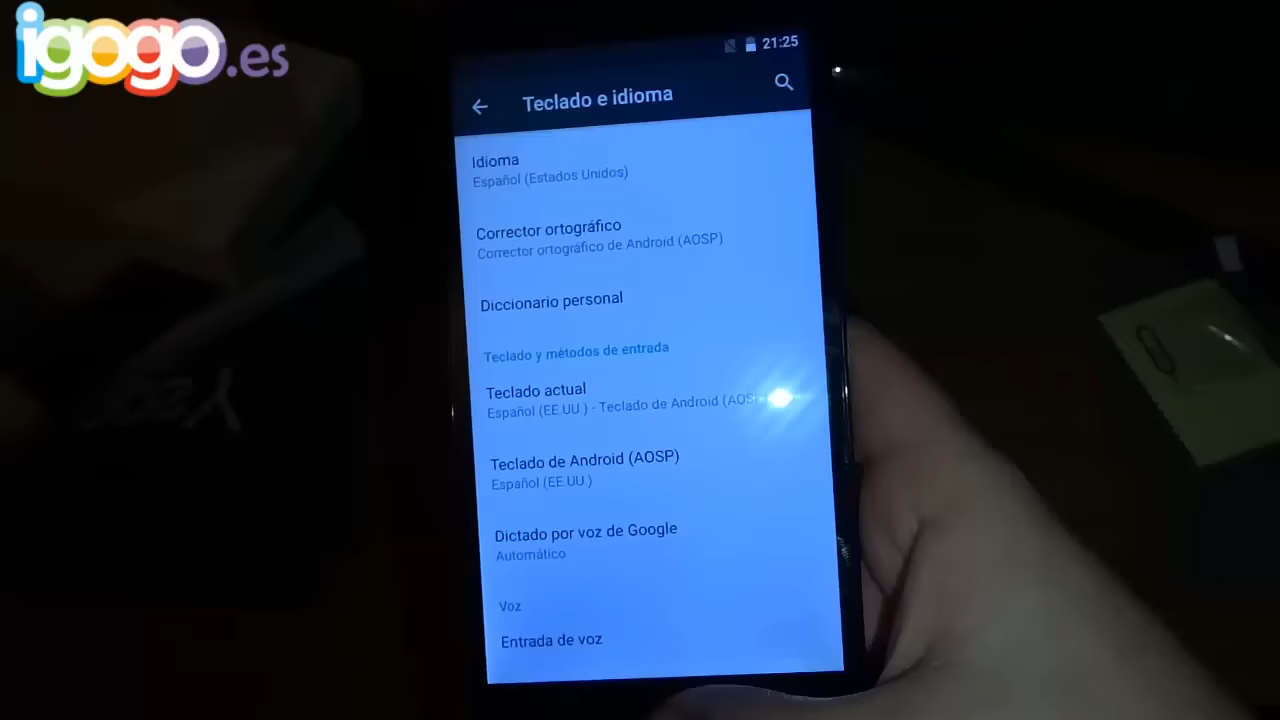 igogo.es
21:25
Teclado e idioma
Idioma
Español (Estados Unidos)
Corrector ortográfico
Corrector ortográfico de Android (AOSP)
Diccionario personal
Teclado y métodos de entrada
Teclado actual
Español (EE.UU.) - Teclado de Android (AOS
Teclado de Android (AOSP)
Español (EE.UU.)
Dictado por voz de Google
Automático
Voz
Entrada de voz